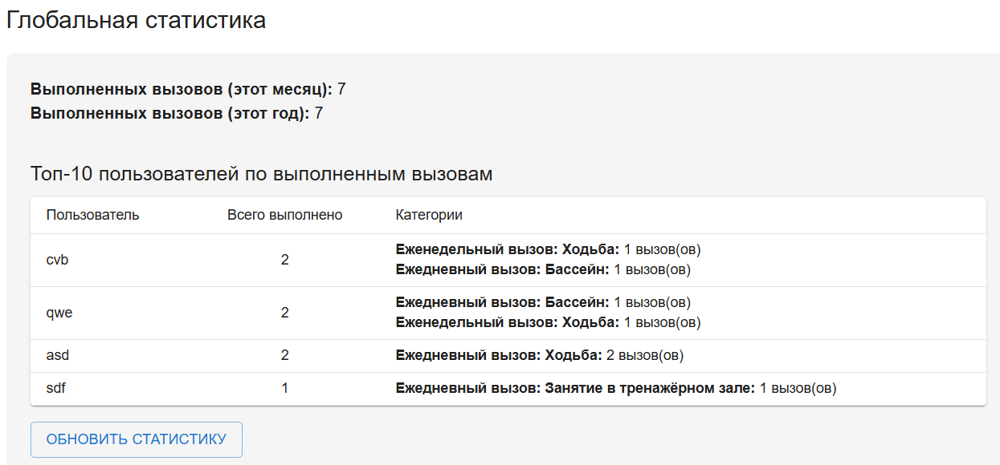 Глобальная статистика
Выполненных вызовов (этот месяц): 7
Выполненных вызовов (этот год): 7
Топ-10 пользователей по выполненным вызовам
Пользователь Всего выполнено Категории
cvb 2 Еженедельный вызов: Ходьба: 1 вызов(ов)
Ежедневный вызов: Бассейн: 1 вызов(ов)
qwe 2 Ежедневный вызов: Бассейн: 1 вызов(ов)
Еженедельный вызов: Ходьба: 1 вызов(ов)
asd 2 Ежедневный вызов: Ходьба: 2 вызов(ов)
sdf 1 Ежедневный вызов: Занятие в тренажёрном зале: 1 вызов(ов)
ОБНОВИТЬ СТАТИСТИКУ